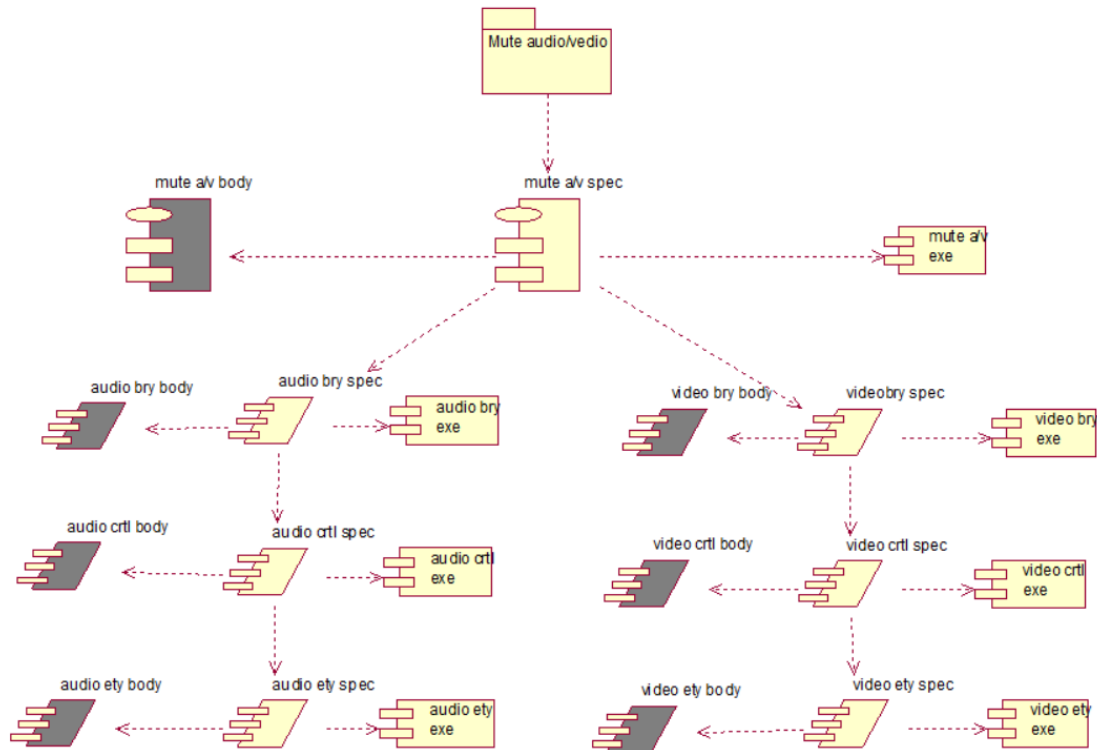 Mute audio/vedio
mute a/v body
mute a/v spec
mute a/v
exe
audio bry body
audio bry spec
audio bry
exe
video bry body
videobry spec
video bry
exe
audio crtl body
audio crtl spec
audio crtl
exe
video crtl body
video crtl spec
video crtl
exe
audio ety body
audio ety spec
audio ety
exe
video ety body
video ety spec
video ety
exe